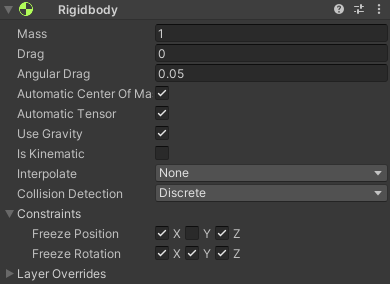 Rigidbody
Mass 1
Drag 0
Angular Drag 0.05
Automatic Center Of Ma
Automatic Tensor
Use Gravity
Is Kinematic
Interpolate None
Collision Detection Discrete
Constraints
Freeze Position X Y Z
Freeze Rotation X Y Z
Layer Overrides